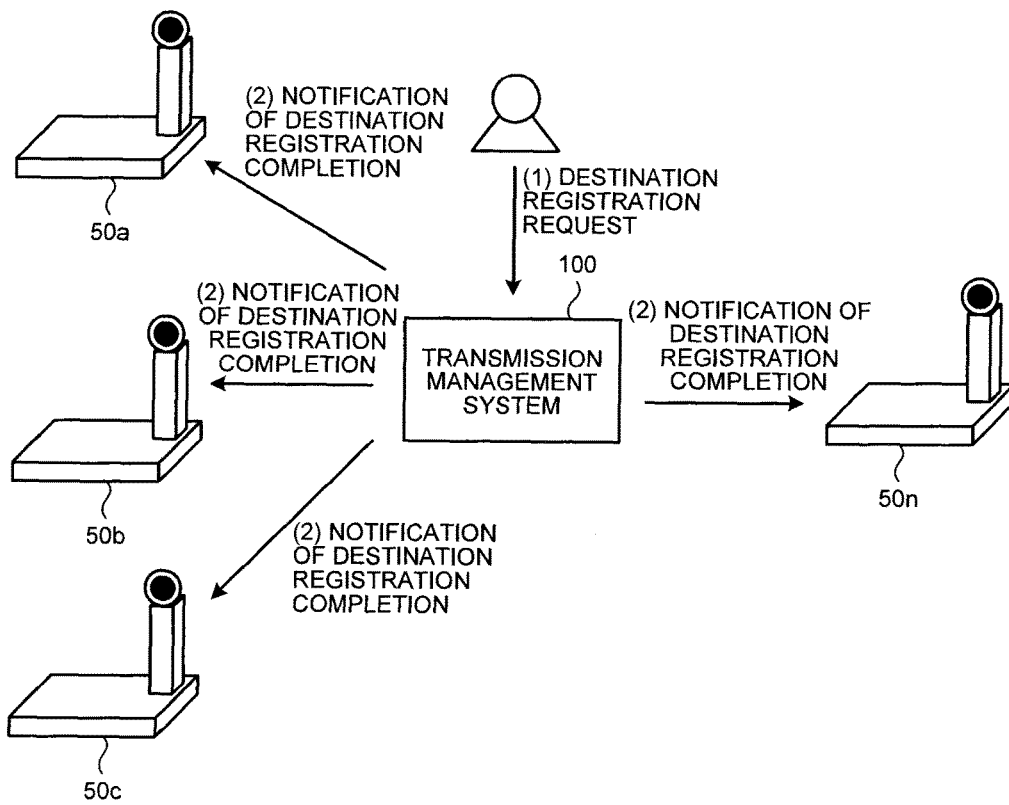 (2) NOTIFICATION
OF DESTINATION
REGISTRATION
COMPLETION
50a
(1) DESTINATION
REGISTRATION
REQUEST
100
TRANSMISSION
MANAGEMENT
SYSTEM
(2) NOTIFICATION
OF DESTINATION
REGISTRATION
COMPLETION
50b
(2) NOTIFICATION OF
DESTINATION
REGISTRATION
COMPLETION
50n
(2) NOTIFICATION
OF DESTINATION
REGISTRATION
COMPLETION
50c